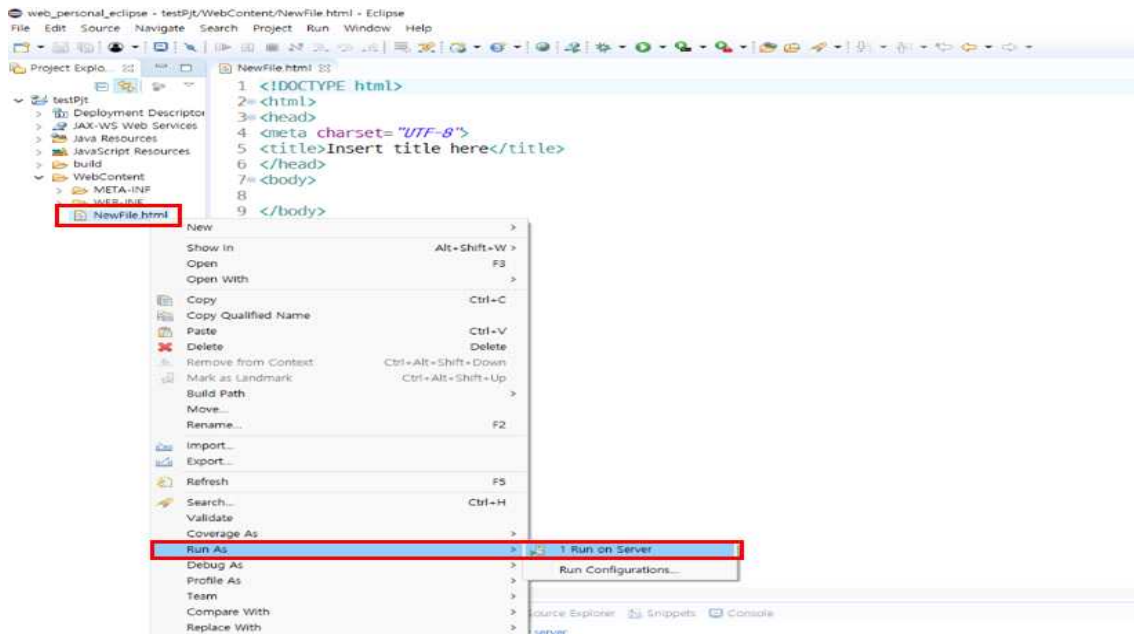 web_personal_eclipse - testPjt/WebContent/NewFile.html - Eclipse
File Edit Source Navigate Search Project Run Window Help
Project Explo...
NewFile.html
testPjt
Deployment Descriptor
JAX-WS Web Services
Java Resources
JavaScript Resources
build
WebContent
META-INF
WEB-INF
NewFile.html
1 <!DOCTYPE html>
2 <html>
3 <head>
4 <meta charset="UTF-8">
5 <title>Insert title here</title>
6 </head>
7 <body>
8
9 </body>
New
Show In Alt+Shift+W >
Open F3
Open With >
Copy Ctrl+C
Copy Qualified Name
Paste Ctrl+V
Delete Delete
Remove from Context Ctrl+Alt+Shift+Down
Mark as Landmark Ctrl+Alt+Shift+Up
Build Path >
Move...
Rename... F2
Import...
Export...
Refresh F5
Search... Ctrl+H
Validate
Coverage As >
Run As >
1 Run on Server
Debug As >
Run Configurations...
Profile As >
Team >
Compare With >
Replace With >
Source Explorer Snippets Console
server